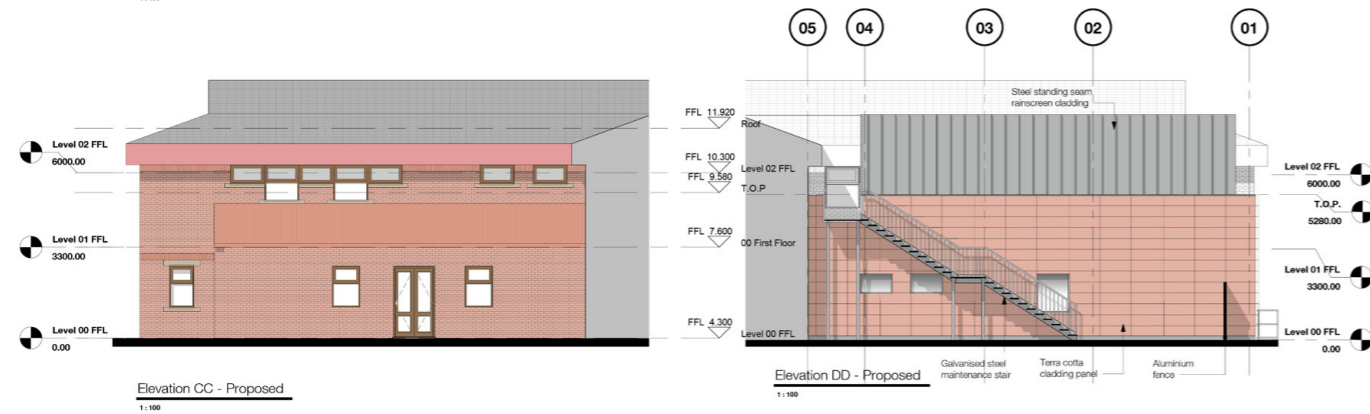 Level 02 FFL
6000.00
Level 01 FFL
3300.00
Level 00 FFL
0.00
Elevation CC - Proposed
1 : 100
05
04
03
02
01
FFL 11.920
Roof
FFL 10.300
Level 02 FFL
FFL 9.580
T.O.P
FFL 7.600
00 First Floor
FFL 4.300
Level 00 FFL
Steel standing seam
rainscreen cladding
Level 02 FFL
6000.00
T.O.P.
5280.00
Level 01 FFL
3300.00
Level 00 FFL
0.00
Galvanised steel
maintenance stair
Terra cotta
cladding panel
Aluminium
fence
Elevation DD - Proposed
1 : 100